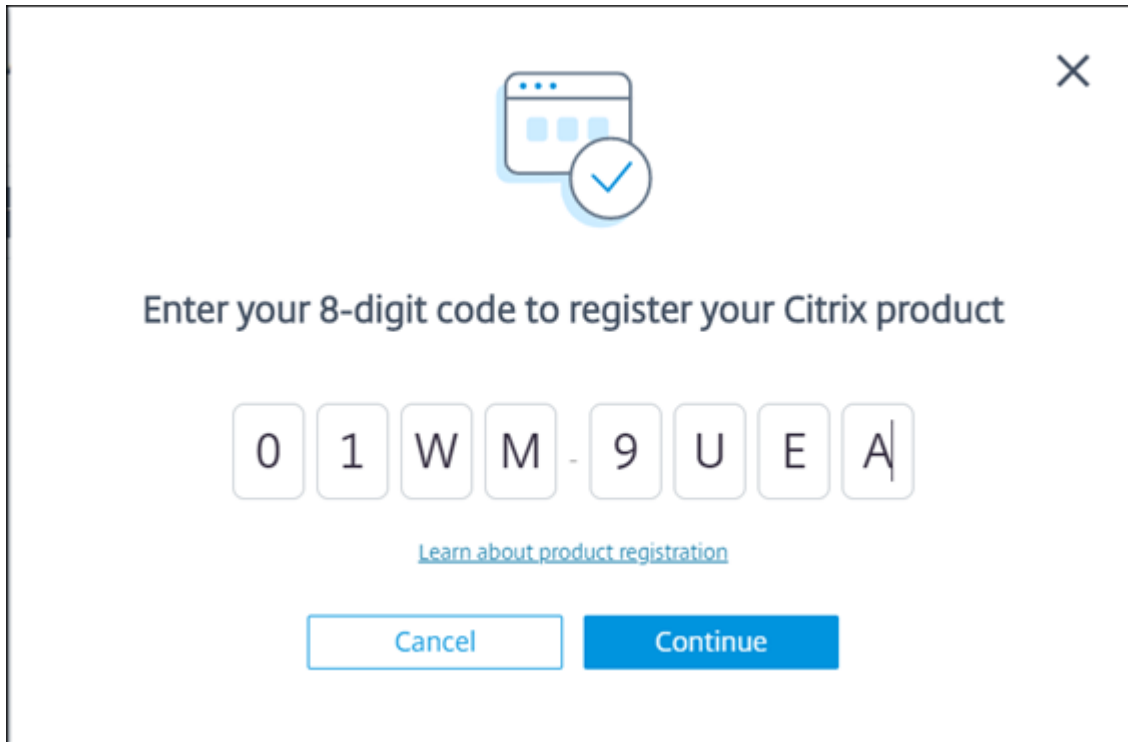 Enter your 8-digit code to register your Citrix product
0 1 W M - 9 U E A
Learn about product registration
Cancel Continue